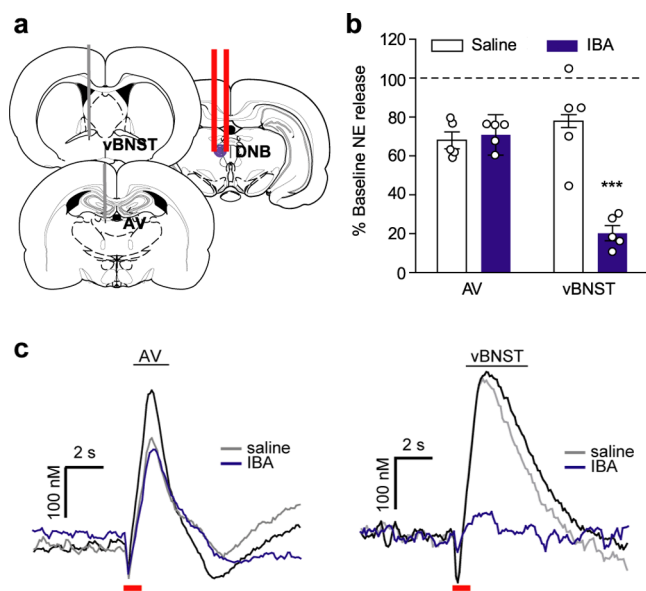 a
vBNST
DNB
AV
b
Saline
IBA
% Baseline NE release
120
100
80
60
40
20
0
***
AV
vBNST
c
AV
2 s
100 nM
saline
IBA
vBNST
2 s
100 nM
saline
IBA